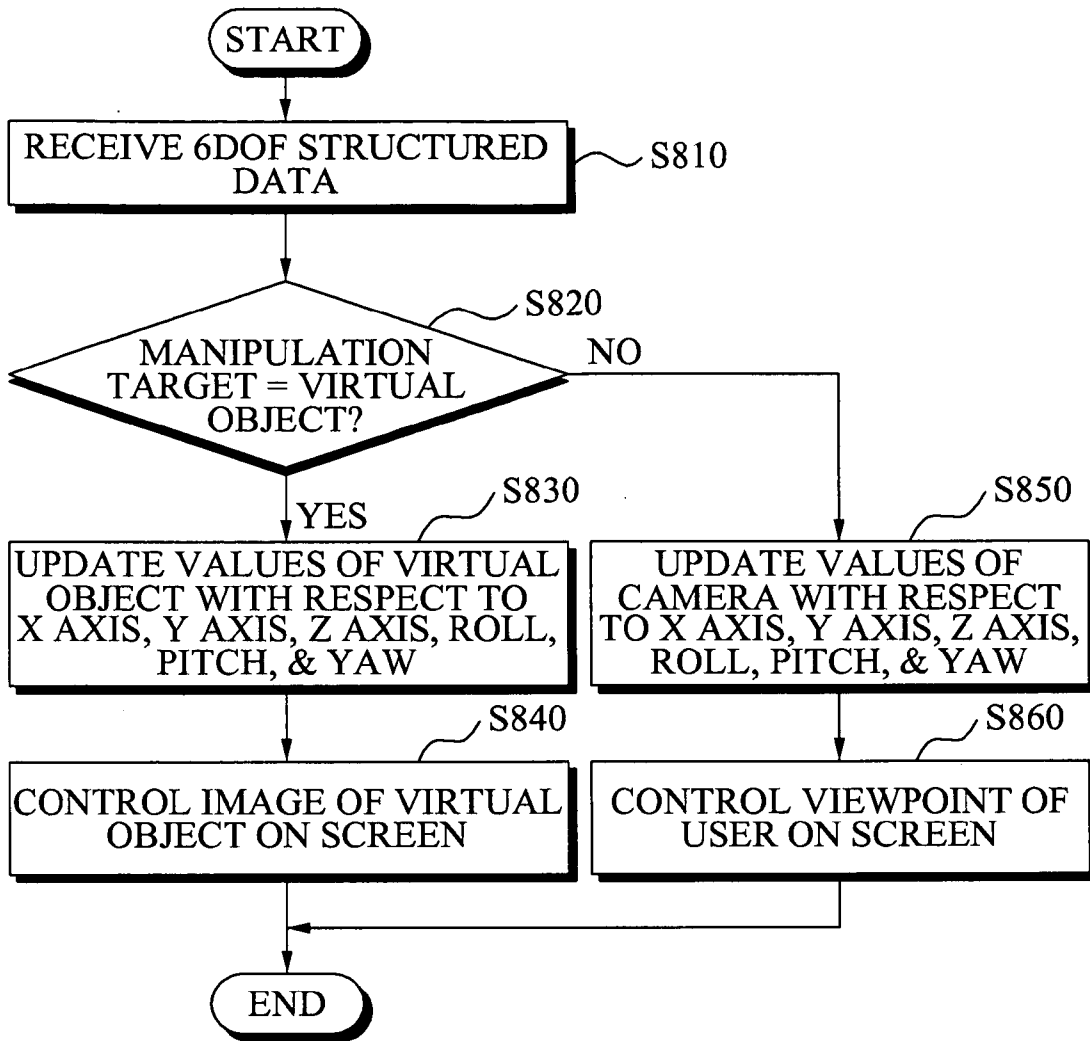 START
RECEIVE 6DOF STRUCTURED
DATA
S810
S820
MANIPULATION
TARGET = VIRTUAL
OBJECT?
NO
YES
S830
UPDATE VALUES OF VIRTUAL
OBJECT WITH RESPECT TO
X AXIS, Y AXIS, Z AXIS, ROLL,
PITCH, & YAW
S850
UPDATE VALUES OF
CAMERA WITH RESPECT
TO X AXIS, Y AXIS, Z AXIS,
ROLL, PITCH, & YAW
S840
CONTROL IMAGE OF VIRTUAL
OBJECT ON SCREEN
S860
CONTROL VIEWPOINT OF
USER ON SCREEN
END